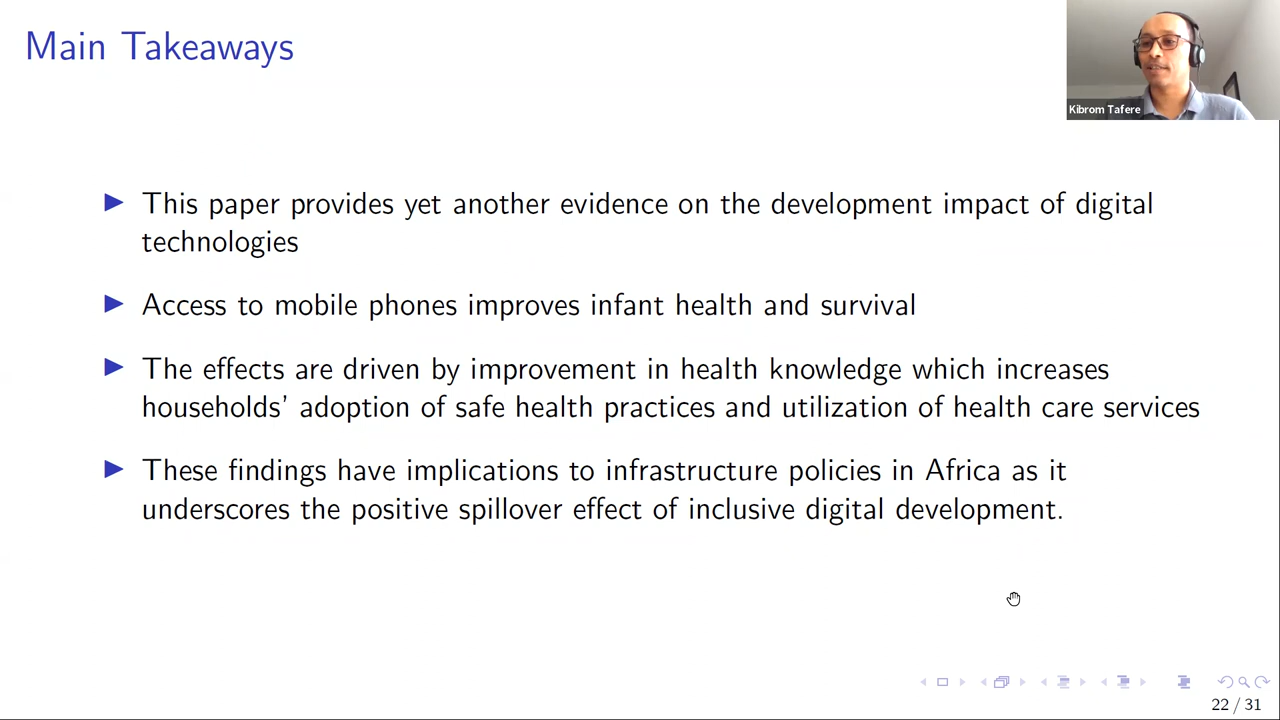 Main Takeaways
Kibrom Tafere
This paper provides yet another evidence on the development impact of digital
technologies
Access to mobile phones improves infant health and survival
The effects are driven by improvement in health knowledge which increases
households' adoption of safe health practices and utilization of health care services
These findings have implications to infrastructure policies in Africa as it
underscores the positive spillover effect of inclusive digital development.
22 / 31